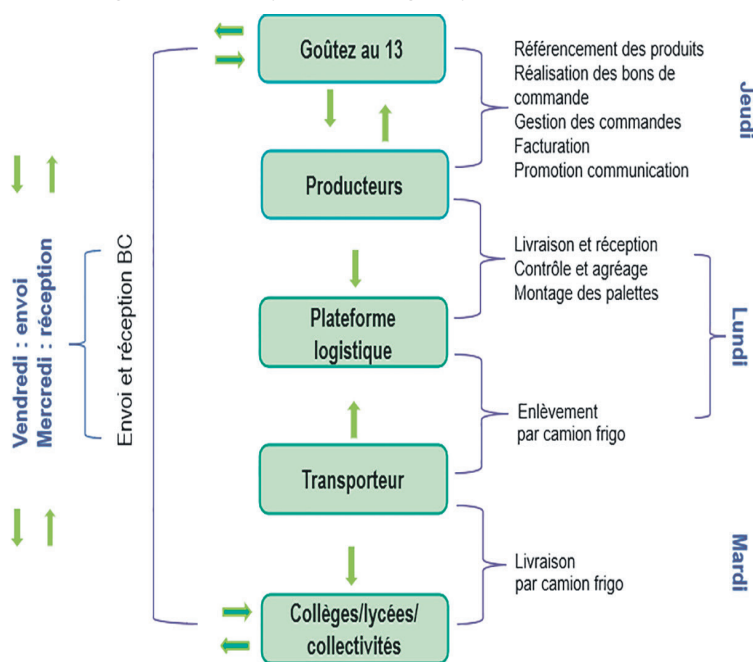 Goûtez au 13
Référencement des produits
Réalisation des bons de
commande
Gestion des commandes
Facturation
Promotion communication
Jeudi
Producteurs
Livraison et réception
Contrôle et agréage
Montage des palettes
Lundi
Plateforme
logistique
Enlèvement
par camion frigo
Transporteur
Livraison
par camion frigo
Mardi
Collèges/lycées/
collectivités
Vendredi : envoi
Mercredi : réception
Envoi et réception BC